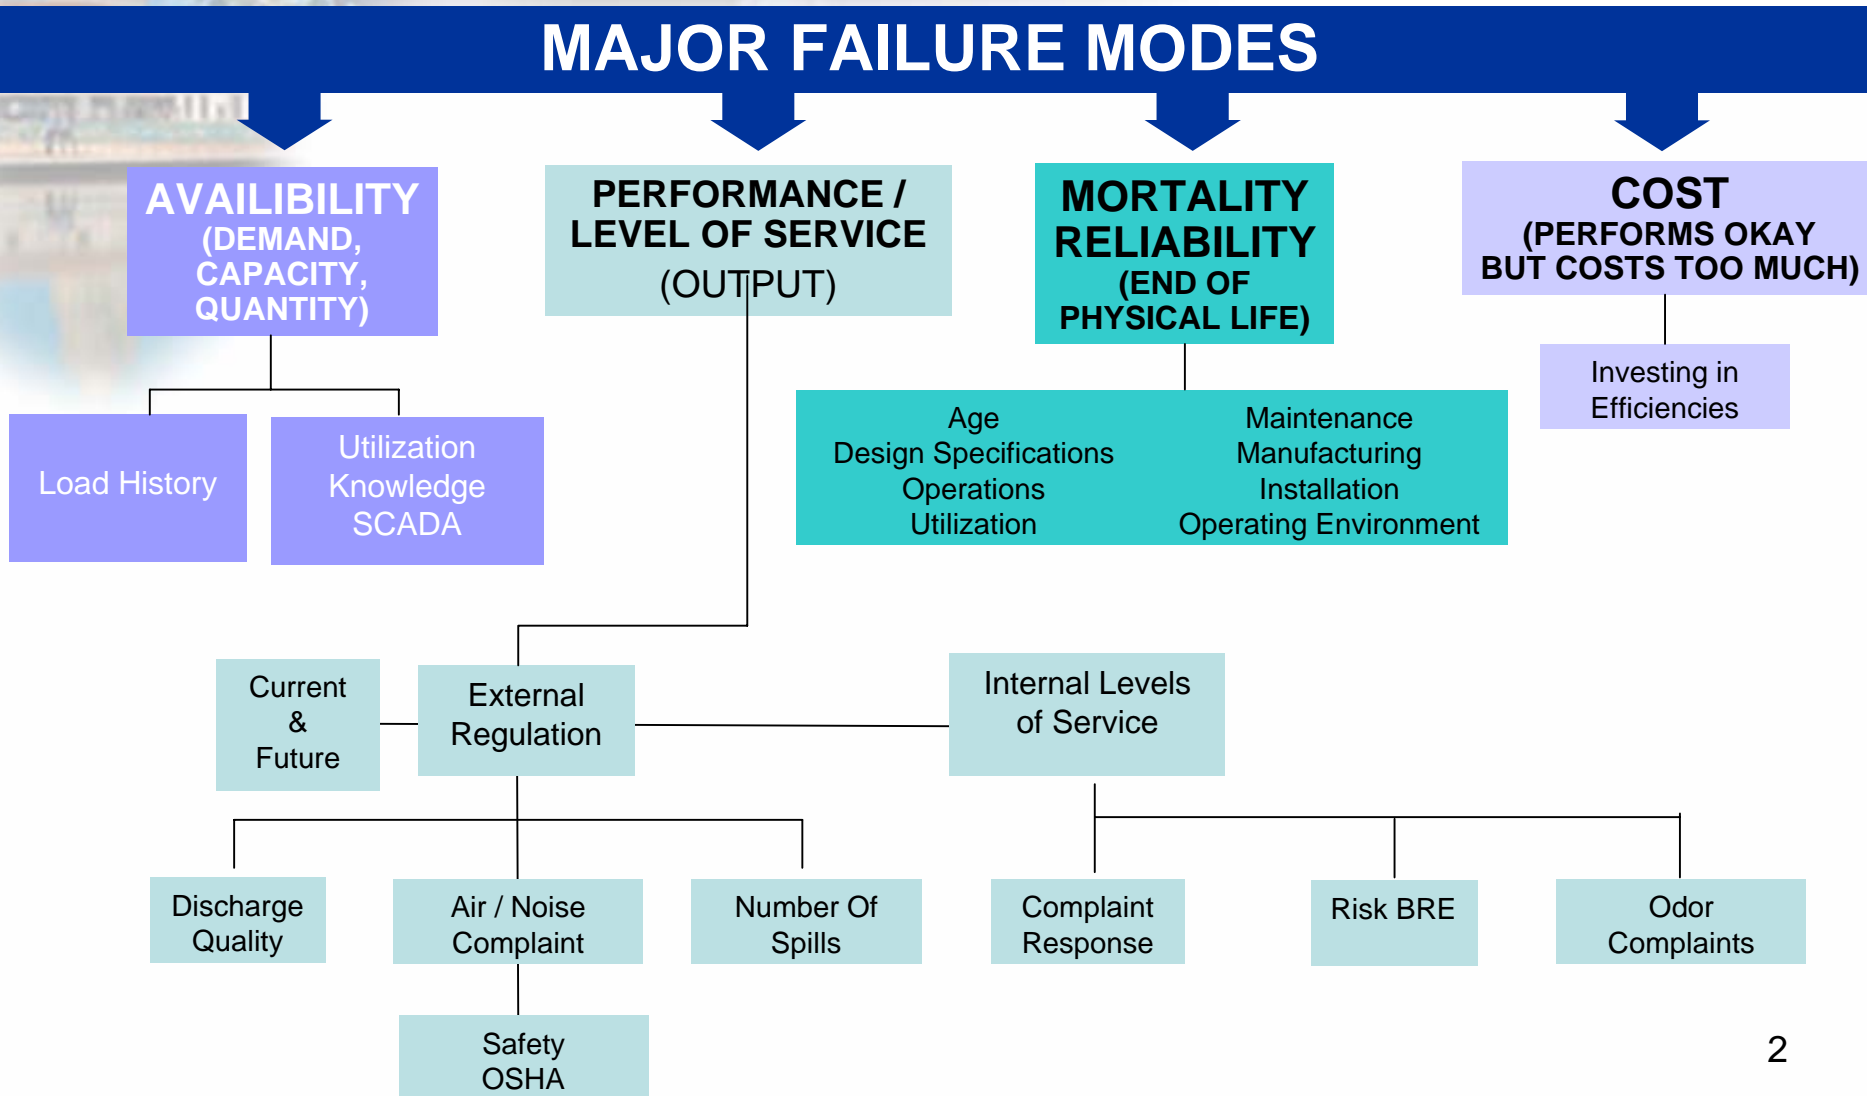 MAJOR FAILURE MODES
AVAILIBILITY
(DEMAND,
CAPACITY,
QUANTITY)
PERFORMANCE /
LEVEL OF SERVICE
(OUTPUT)
MORTALITY
RELIABILITY
(END OF
PHYSICAL LIFE)
COST
(PERFORMS OKAY
BUT COSTS TOO MUCH)
Load History
Utilization
Knowledge
SCADA
Age
Design Specifications
Operations
Utilization
Maintenance
Manufacturing
Installation
Operating Environment
Investing in
Efficiencies
Current
&
Future
External
Regulation
Internal Levels
of Service
Discharge
Quality
Air / Noise
Complaint
Number Of
Spills
Complaint
Response
Risk BRE
Odor
Complaints
Safety
OSHA
2